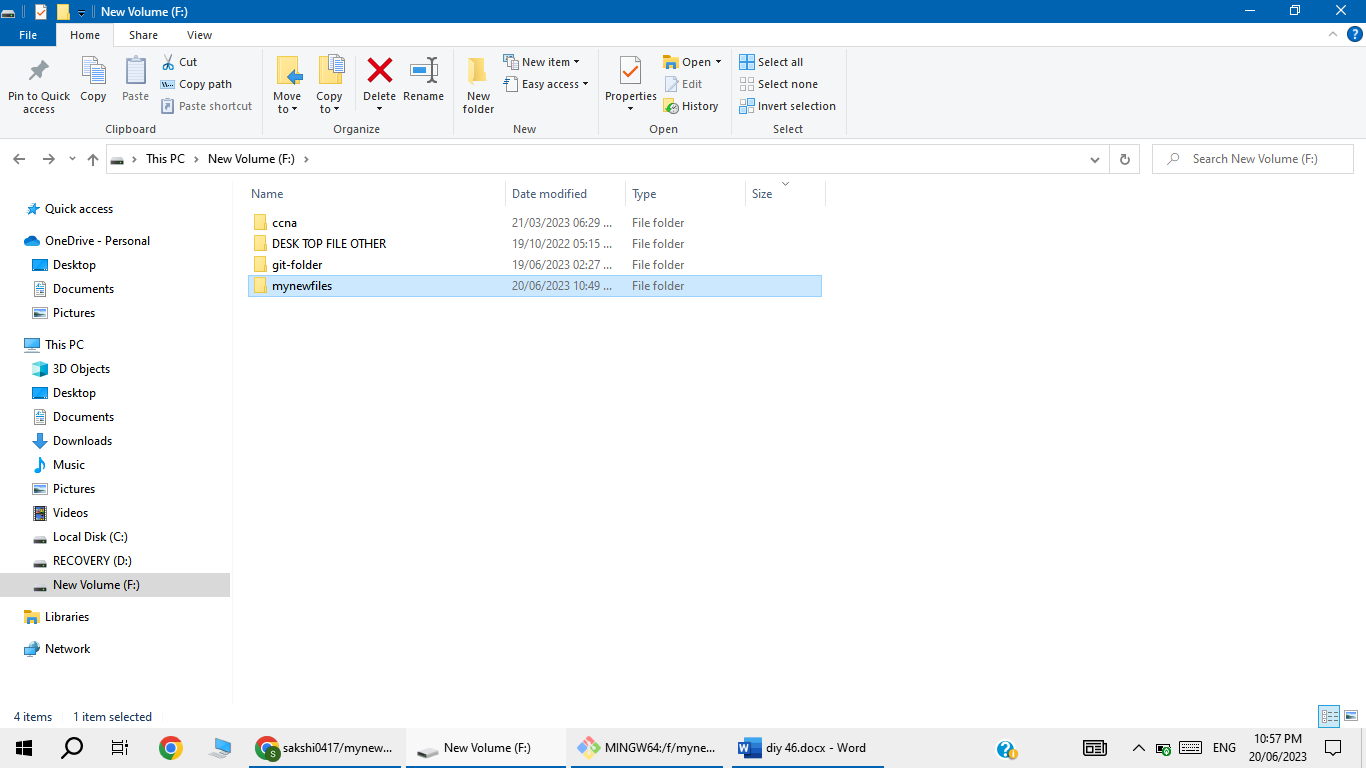 New Volume (F:)
File Home Share View
Pin to Quick access
Copy
Paste
Cut
Copy path
Paste shortcut
Clipboard
Move to
Copy to
Delete
Rename
Organize
New folder
New item
Easy access
New
Properties
Open
Edit
History
Open
Select all
Select none
Invert selection
Select
This PC New Volume (F:)
Search New Volume (F:)
Quick access
OneDrive - Personal
Desktop
Documents
Pictures
This PC
3D Objects
Desktop
Documents
Downloads
Music
Pictures
Videos
Local Disk (C:)
RECOVERY (D:)
New Volume (F:)
Libraries
Network
Name Date modified Type Size
ccna 21/03/2023 06:29 ... File folder
DESK TOP FILE OTHER 19/10/2022 05:15 ... File folder
git-folder 19/06/2023 02:27 ... File folder
mynewfiles 20/06/2023 10:49 ... File folder
4 items 1 item selected
S sakshi0417/mynew... New Volume (F:) MINGW64:/f/myne... W diy 46.docx - Word ENG 10:57 PM
20/06/2023